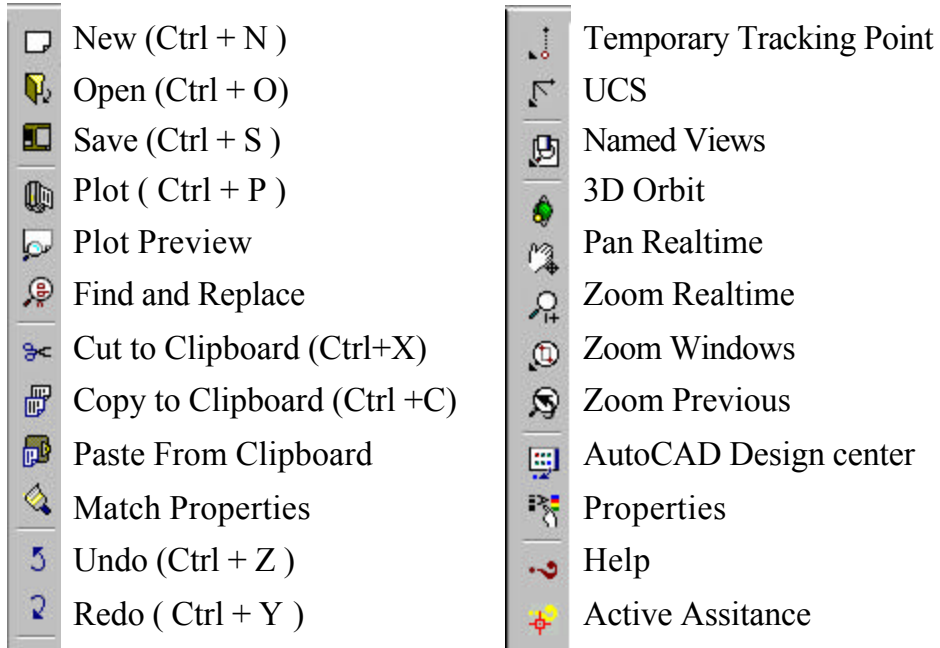 New (Ctrl + N )
Open (Ctrl + O)
Save (Ctrl + S )
Plot ( Ctrl + P )
Plot Preview
Find and Replace
Cut to Clipboard (Ctrl+X)
Copy to Clipboard (Ctrl +C)
Paste From Clipboard
Match Properties
Undo (Ctrl + Z )
Redo ( Ctrl + Y )
Temporary Tracking Point
UCS
Named Views
3D Orbit
Pan Realtime
Zoom Realtime
Zoom Windows
Zoom Previous
AutoCAD Design center
Properties
Help
Active Assitance